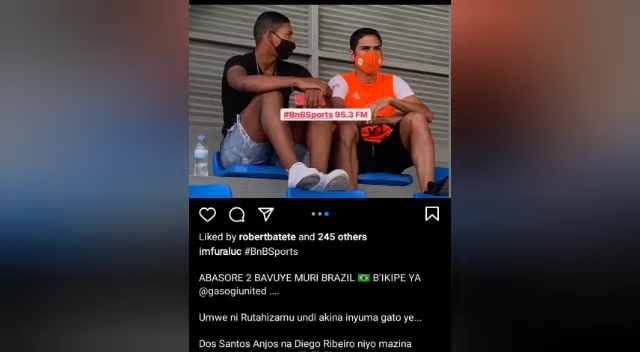 #BnBSports 95.3 FM
Liked by robertbatete and 245 others
imfuraluc #BnBSports
ABASORE 2 BAVUYE MURI BRAZIL 🇧🇷 B'IKIPE YA
@gasogiunited ....
Umwe ni Rutahizamu undi akina inyuma gato ye...
Dos Santos Anjos na Diego Ribeiro niyo mazina